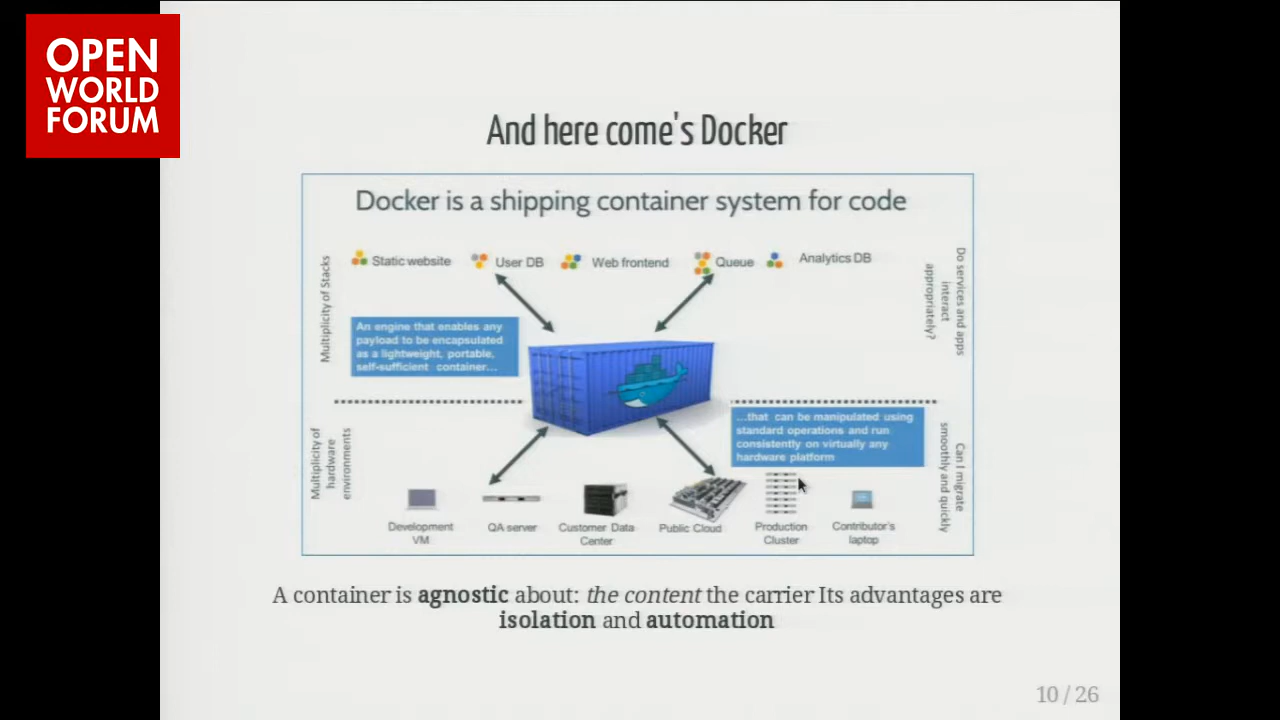 OPEN
WORLD
FORUM
And here come's Docker
Docker is a shipping container system for code
Static website
User DB
Web frontend
Queue
Analytics DB
Multiplicity of Stacks
Do services and apps
interact
appropriately?
An engine that enables any
payload to be encapsulated
as a lightweight, portable,
self-sufficient container...
...that can be manipulated using
standard operations and run
consistently on virtually any
hardware platform
Multiplicity of
hardware
environments
Can I migrate
smoothly and quickly
Development
VM
QA server
Customer Data
Center
Public Cloud
Production
Cluster
Contributor's
laptop
A container is agnostic about: the content the carrier Its advantages are
isolation and automation
10 / 26